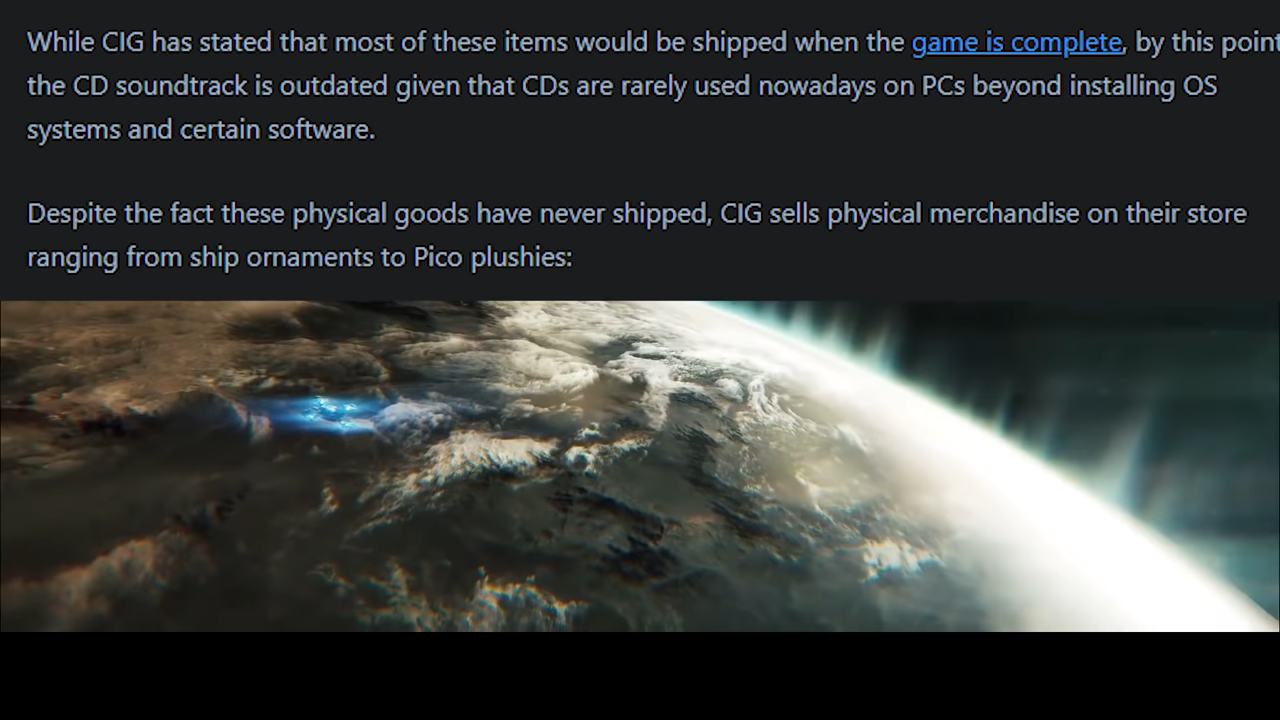 While CIG has stated that most of these items would be shipped when the game is complete, by this point
the CD soundtrack is outdated given that CDs are rarely used nowadays on PCs beyond installing OS
systems and certain software.
Despite the fact these physical goods have never shipped, CIG sells physical merchandise on their store
ranging from ship ornaments to Pico plushies: